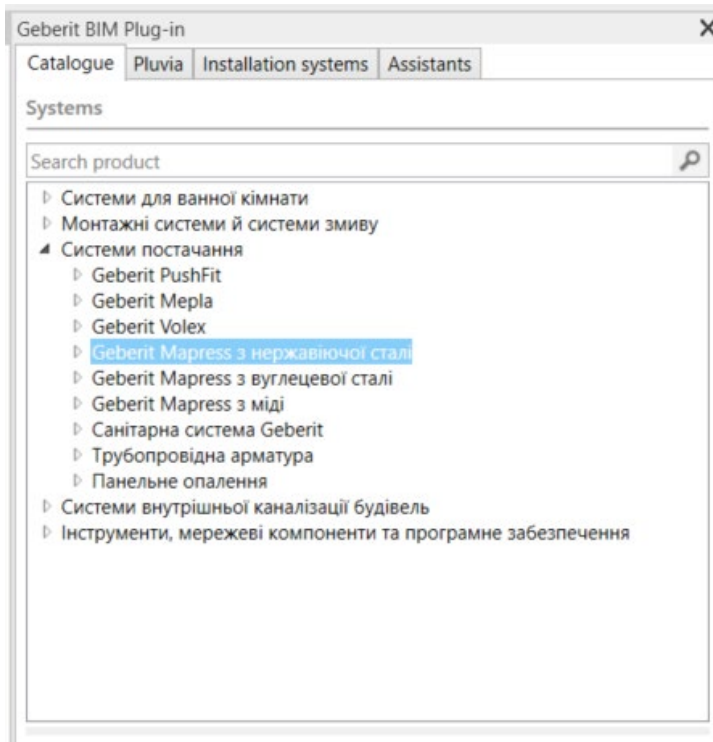 Geberit BIM Plug-in
Catalogue Pluvia Installation systems Assistants
Systems
Search product
Системи для ванної кімнати
Монтажні системи й системи змиву
Системи постачання
Geberit PushFit
Geberit Mepla
Geberit Volex
Geberit Mapress з нержавіючої сталі
Geberit Mapress з вуглецевої сталі
Geberit Mapress з міді
Санітарна система Geberit
Трубопровідна арматура
Панельне опалення
Системи внутрішньої каналізації будівель
Інструменти, мережеві компоненти та програмне забезпечення